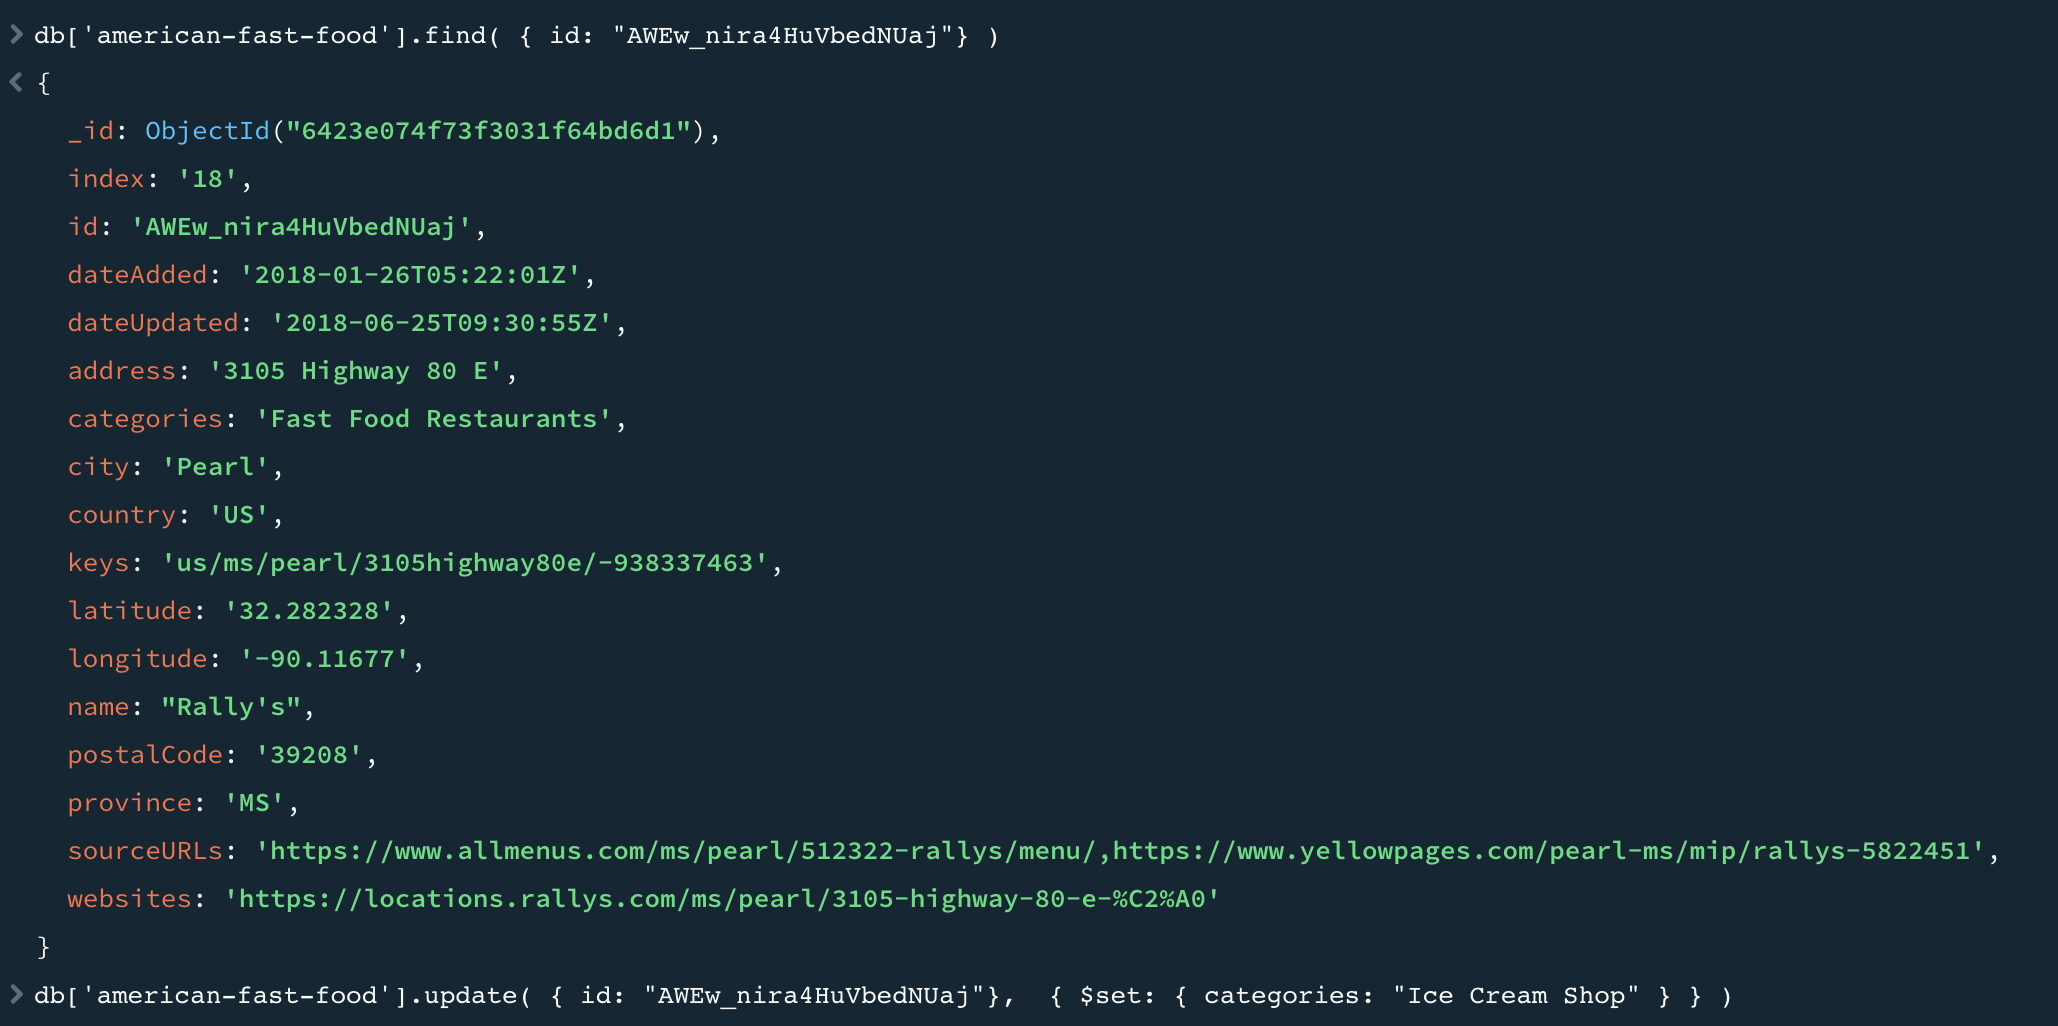 db['american-fast-food'].find( { id: "AWEw_nira4HuVbedNUaj"} )
{
_id: ObjectId("6423e074f73f3031f64bd6d1"),
index: '18',
id: 'AWEw_nira4HuVbedNUaj',
dateAdded: '2018-01-26T05:22:01Z',
dateUpdated: '2018-06-25T09:30:55Z',
address: '3105 Highway 80 E',
categories: 'Fast Food Restaurants',
city: 'Pearl',
country: 'US',
keys: 'us/ms/pearl/3105highway80e/-938337463',
latitude: '32.282328',
longitude: '-90.11677',
name: "Rally's",
postalCode: '39208',
province: 'MS',
sourceURLs: 'https://www.allmenus.com/ms/pearl/512322-rallys/menu/,https://www.yellowpages.com/pearl-ms/mip/rallys-5822451',
websites: 'https://locations.rallys.com/ms/pearl/3105-highway-80-e-%C2%A0'
}
db['american-fast-food'].update( { id: "AWEw_nira4HuVbedNUaj"},  { $set: { categories: "Ice Cream Shop" } } )